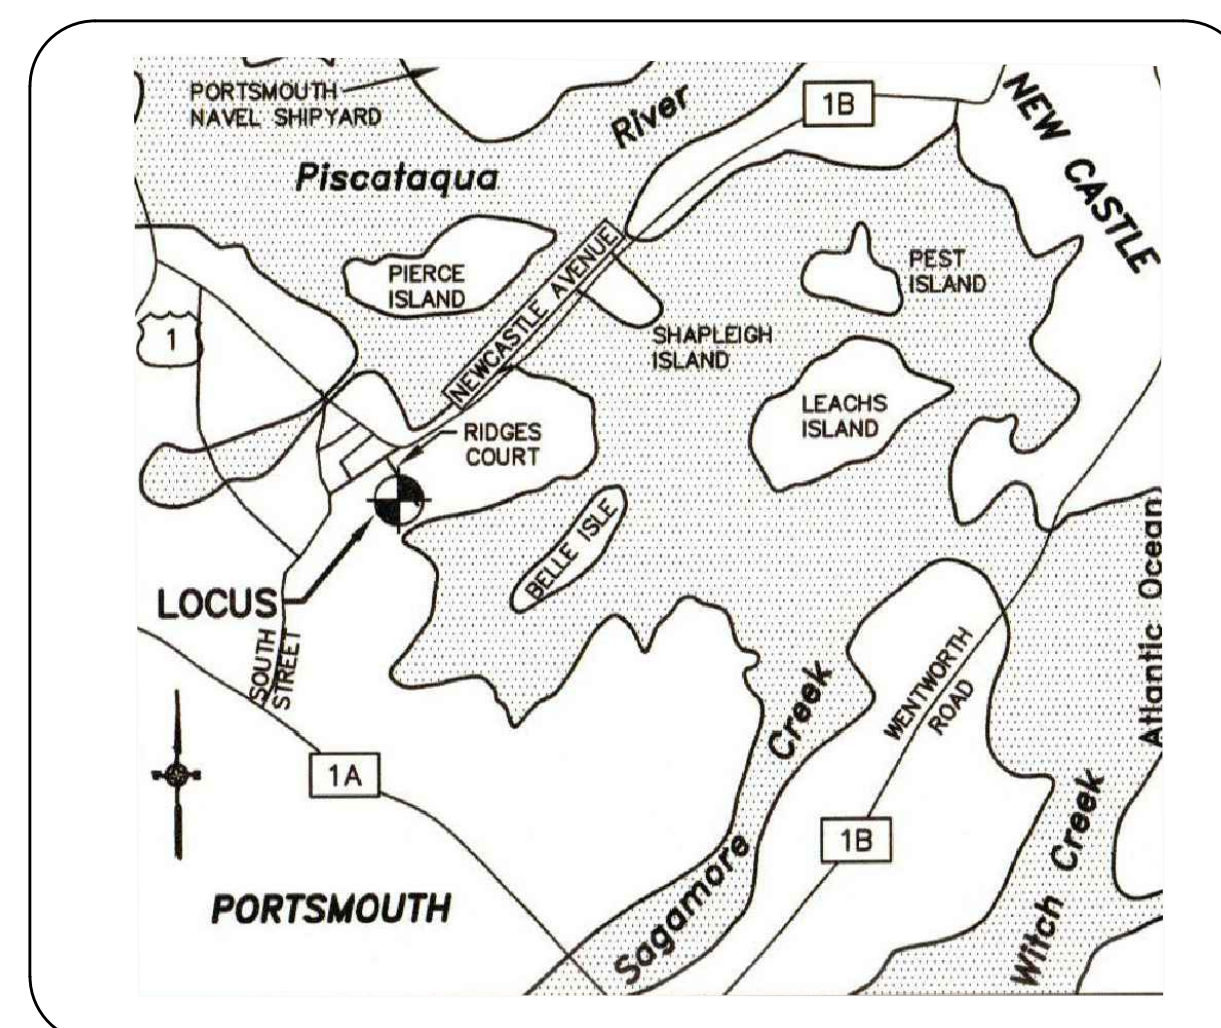 PORTSMOUTH
NAVEL SHIPYARD
River
1B
NEW CASTLE
Piscataqua
PIERCE
ISLAND
NEWCASTLE AVENUE
PEST
ISLAND
1
SHAPLEIGH
ISLAND
LEACHS
ISLAND
RIDGES
COURT
BELLE ISLE
LOCUS
SOUTH
STREET
Atlantic Ocean
WENTWORTH
ROAD
1A
1B
Sagamore Creek
Witch Creek
PORTSMOUTH